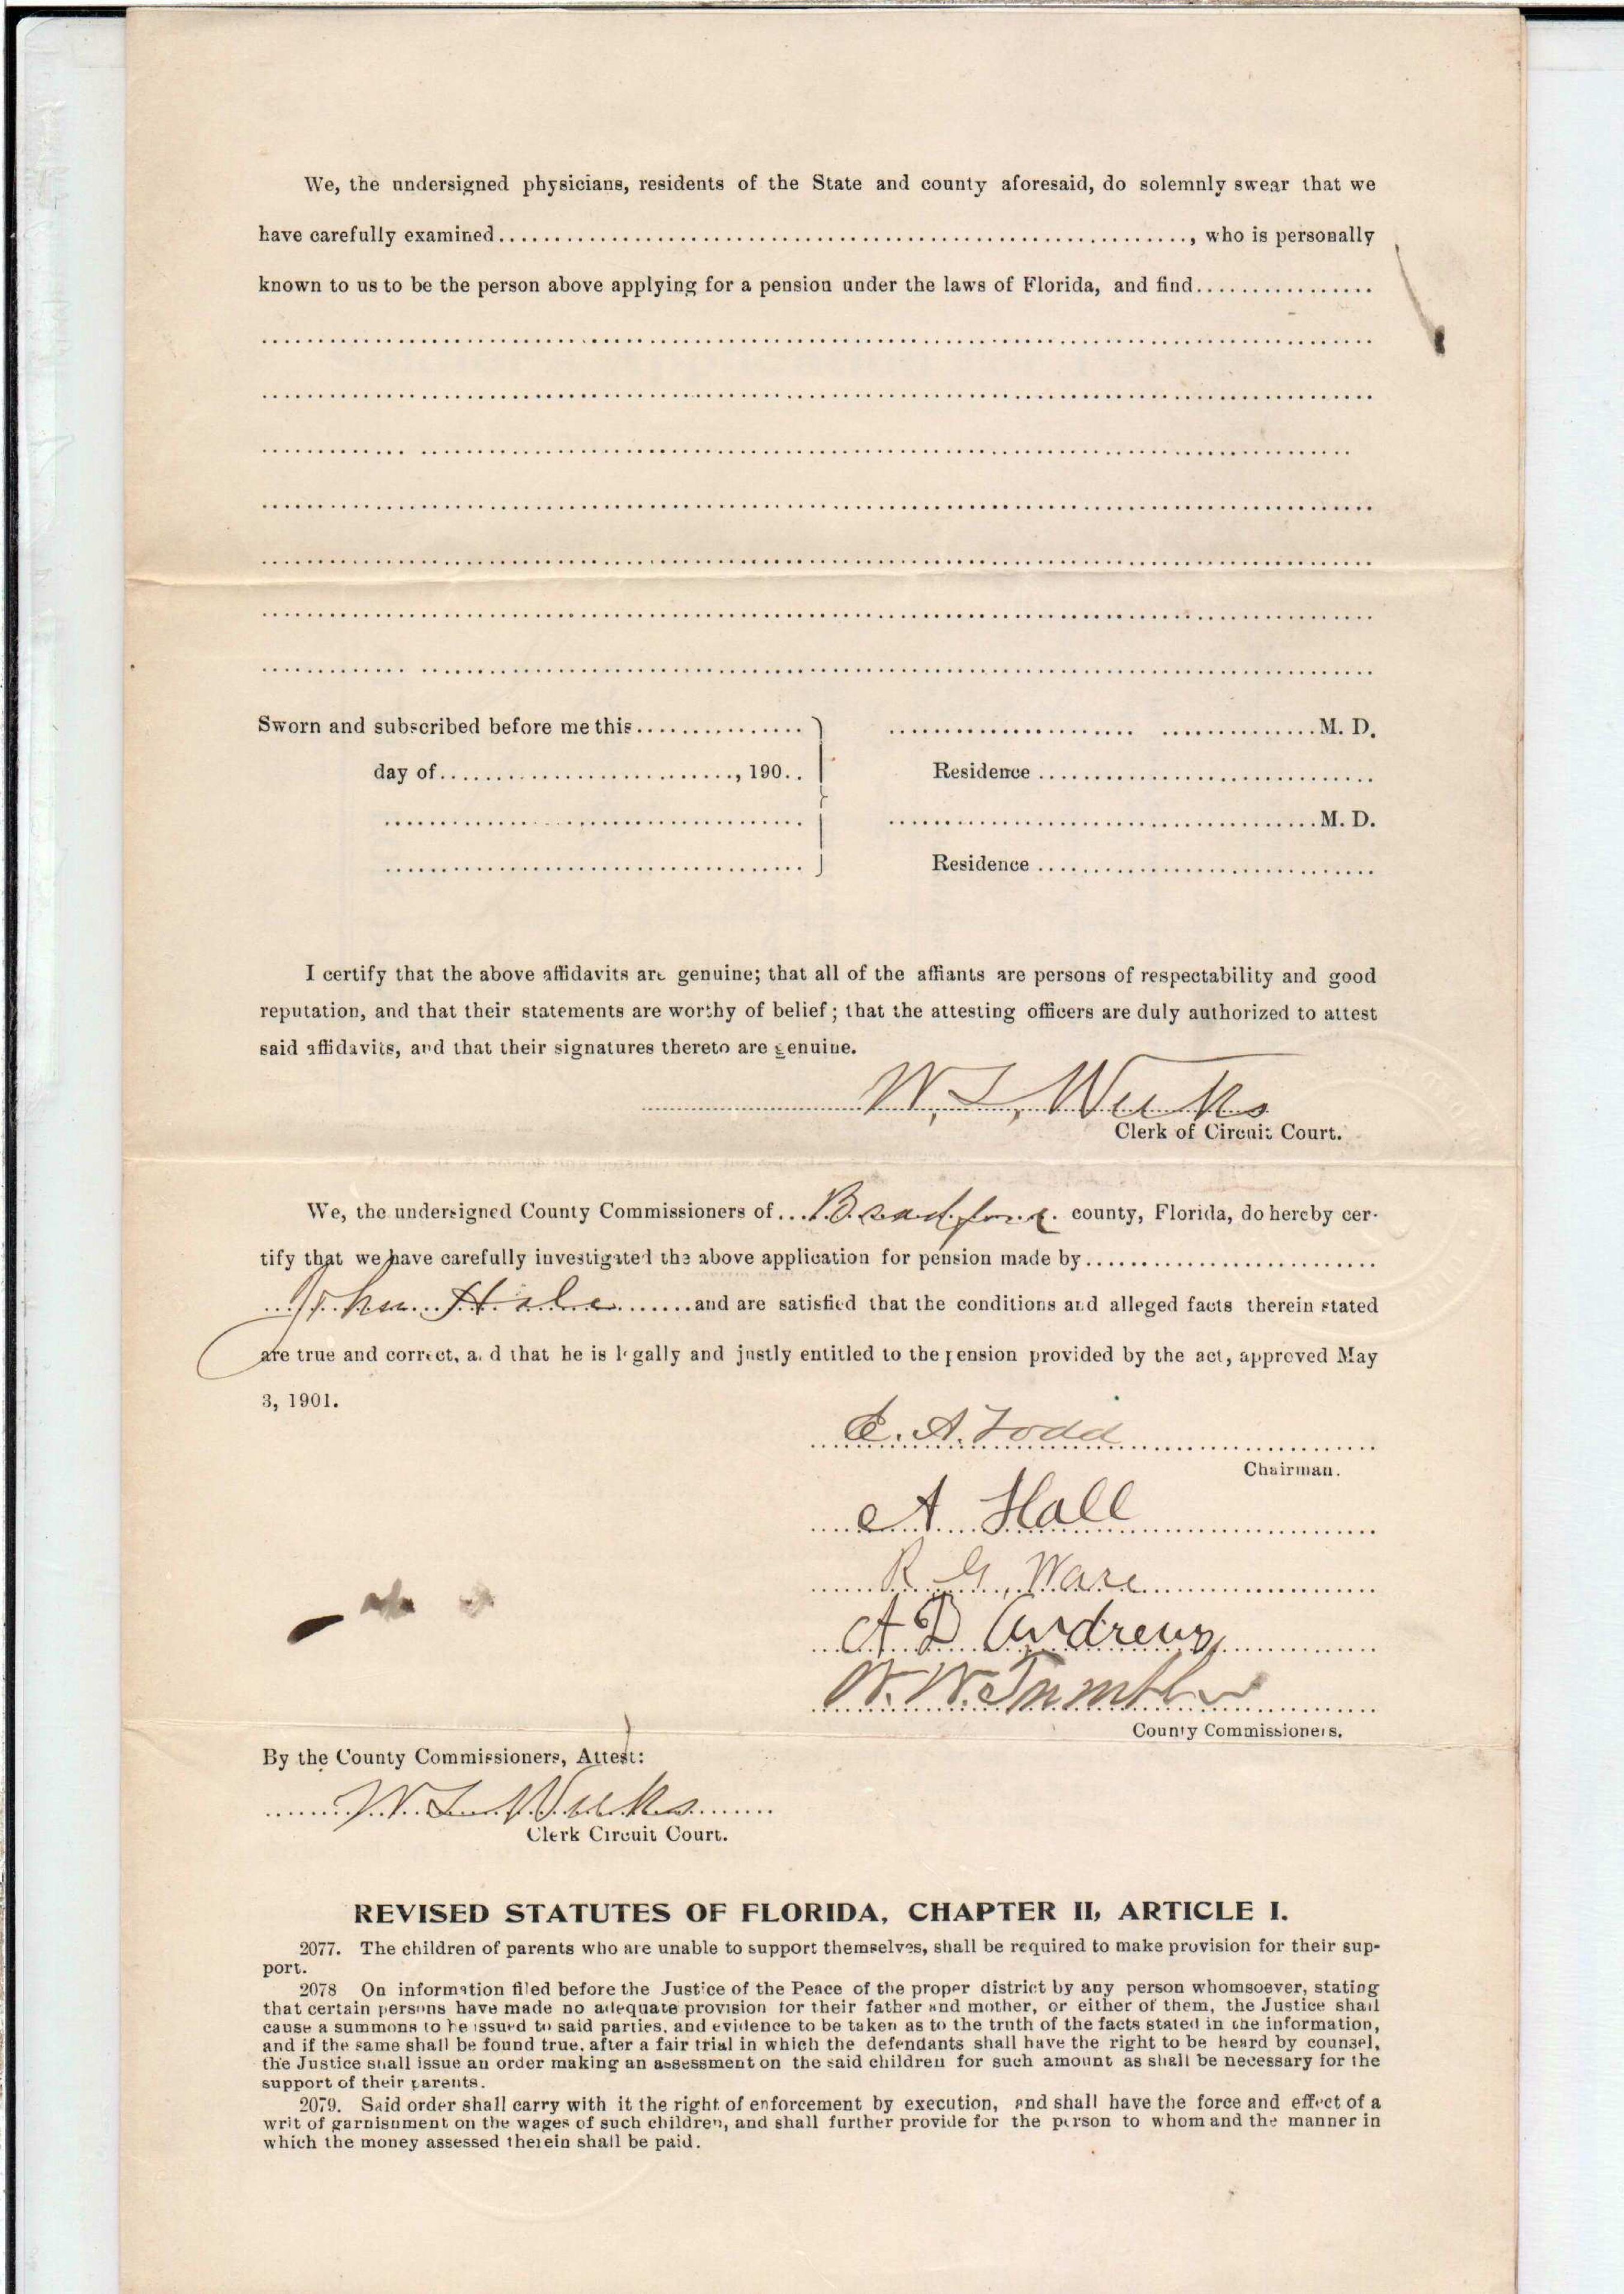 We, the undersigned physicians, residents of the State and county aforesaid, do solemnly swear that we
have carefully examined........................................................................, who is personally
known to us to be the person above applying for a pension under the laws of Florida, and find................
Sworn and subscribed before me this............... ....................................M. D.
day of..........................., 190.. Residence ..............................
.....................................M. D.
Residence ..............................
I certify that the above affidavits are genuine; that all of the affiants are persons of respectability and good
reputation, and that their statements are worthy of belief; that the attesting officers are duly authorized to attest
said affidavits, and that their signatures thereto are genuine.
W. L. Weeks
Clerk of Circuit Court.
We, the undersigned County Commissioners of Bradford county, Florida, do hereby cer-
tify that we have carefully investigated the above application for pension made by..........................
John Hale and are satisfied that the conditions and alleged facts therein stated
are true and correct, and that he is legally and justly entitled to the pension provided by the act, approved May
3, 1901.
E. A. Todd
Chairman.
A Hall
R G, Ware
A D Andrews
W. W.
County Commissioners.
By the County Commissioners, Attest:
W. L. Weeks
Clerk Circuit Court.
REVISED STATUTES OF FLORIDA, CHAPTER II, ARTICLE I.
2077. The children of parents who are unable to support themselves, shall be required to make provision for their sup-
port.
2078 On information filed before the Justice of the Peace of the proper district by any person whomsoever, stating
that certain persons have made no adequate provision for their father and mother, or either of them, the Justice shall
cause a summons to be issued to said parties, and evidence to be taken as to the truth of the facts stated in the information,
and if the same shall be found true, after a fair trial in which the defendants shall have the right to be heard by counsel,
the Justice shall issue an order making an assessment on the said children for such amount as shall be necessary for the
support of their parents.
2079. Said order shall carry with it the right of enforcement by execution, and shall have the force and effect of a
writ of garnishment on the wages of such children, and shall further provide for the person to whom and the manner in
which the money assessed therein shall be paid.